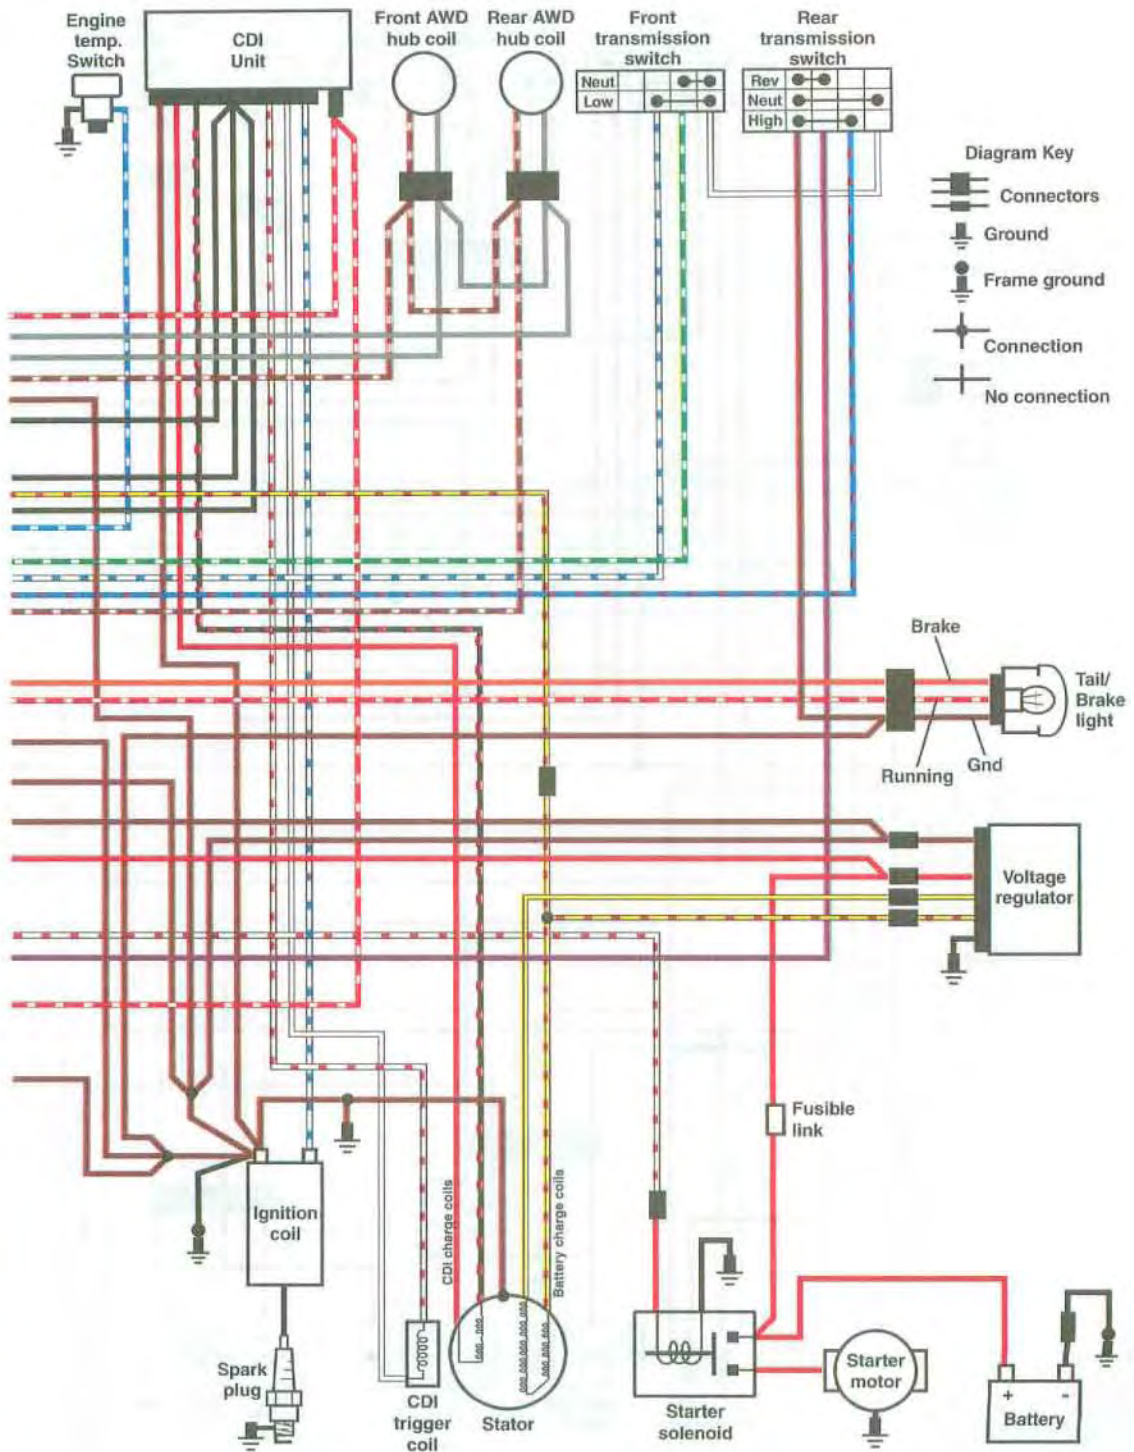 Engine
temp.
Switch
CDI
Unit
Front AWD
hub coil
Rear AWD
hub coil
Front
transmission
switch
Neut
Low
Rear
transmission
switch
Rev
Neut
High
Diagram Key
Connectors
Ground
Frame ground
Connection
No connection
Brake
Tail/
Brake
light
Running
Gnd
Voltage
regulator
Fusible
link
Ignition
coil
CDI charge coils
Battery charge coils
Spark
plug
CDI
trigger
coil
Stator
Starter
solenoid
Starter
motor
+
-
Battery